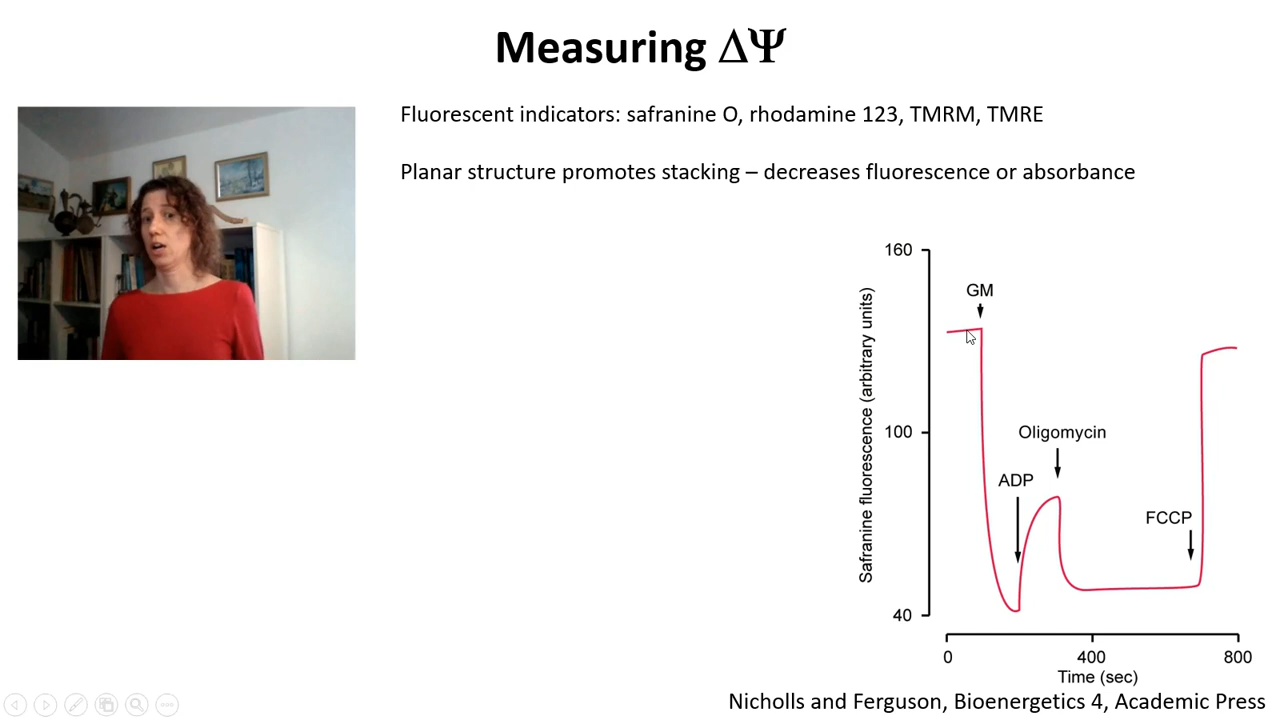 Measuring ΔΨ
Fluorescent indicators: safranine O, rhodamine 123, TMRM, TMRE
Planar structure promotes stacking – decreases fluorescence or absorbance
160
GM
Safranine fluorescence (arbitrary units)
100
Oligomycin
ADP
FCCP
40
0 400 800
Time (sec)
Nicholls and Ferguson, Bioenergetics 4, Academic Press